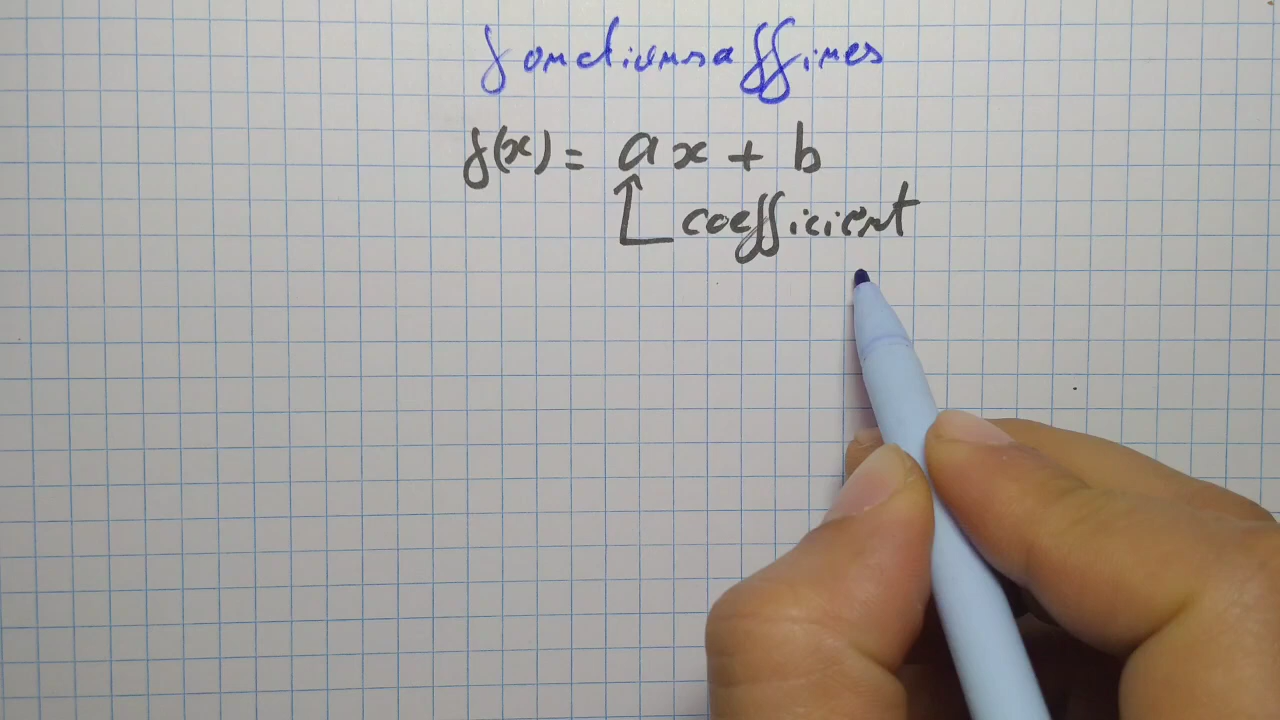 fonctions affines
f(x) = ax + b
coefficient